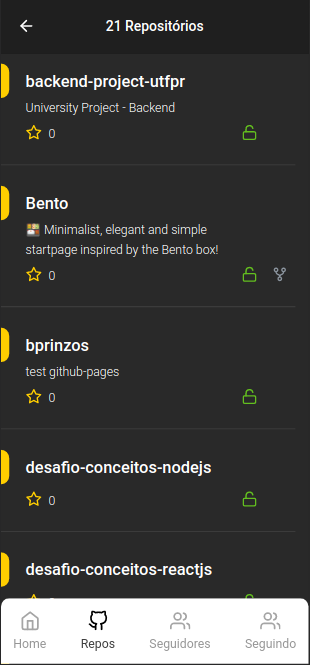 21 Repositórios
backend-project-utfpr
University Project - Backend
0
Bento
🍱 Minimalist, elegant and simple
startpage inspired by the Bento box!
0
bprinzos
test github-pages
0
desafio-conceitos-nodejs
0
desafio-conceitos-reactjs
Home Repos Seguidores Seguindo